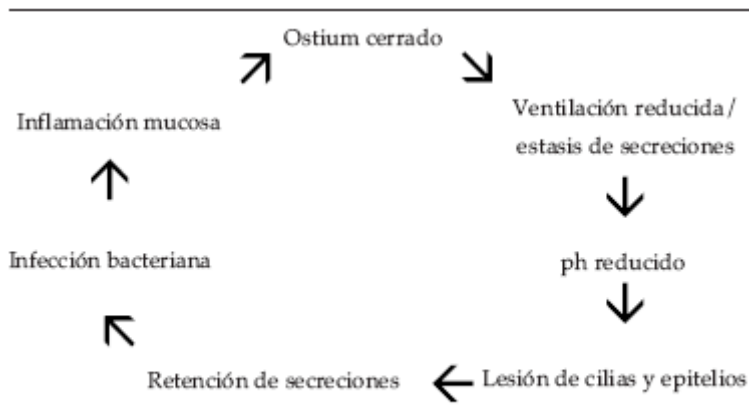 Ostium cerrado
Ventilación reducida/
estasis de secreciones
ph reducido
Lesión de cilias y epitelios
Retención de secreciones
Infección bacteriana
Inflamación mucosa